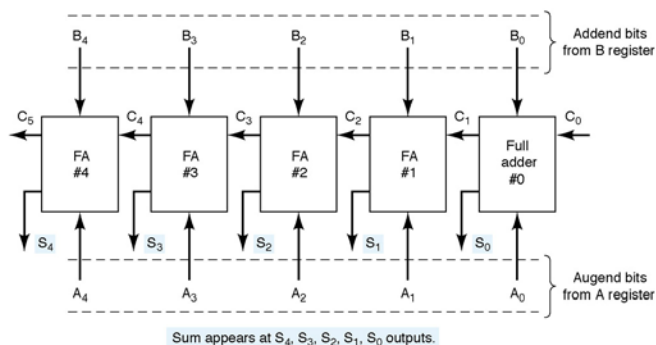 B4 B3 B2 B1 B0
Addend bits
from B register
C5 C4 C3 C2 C1 C0
FA
#4
FA
#3
FA
#2
FA
#1
Full
adder
#0
S4 S3 S2 S1 S0
A4 A3 A2 A1 A0
Augend bits
from A register
Sum appears at S4, S3, S2, S1, S0 outputs.